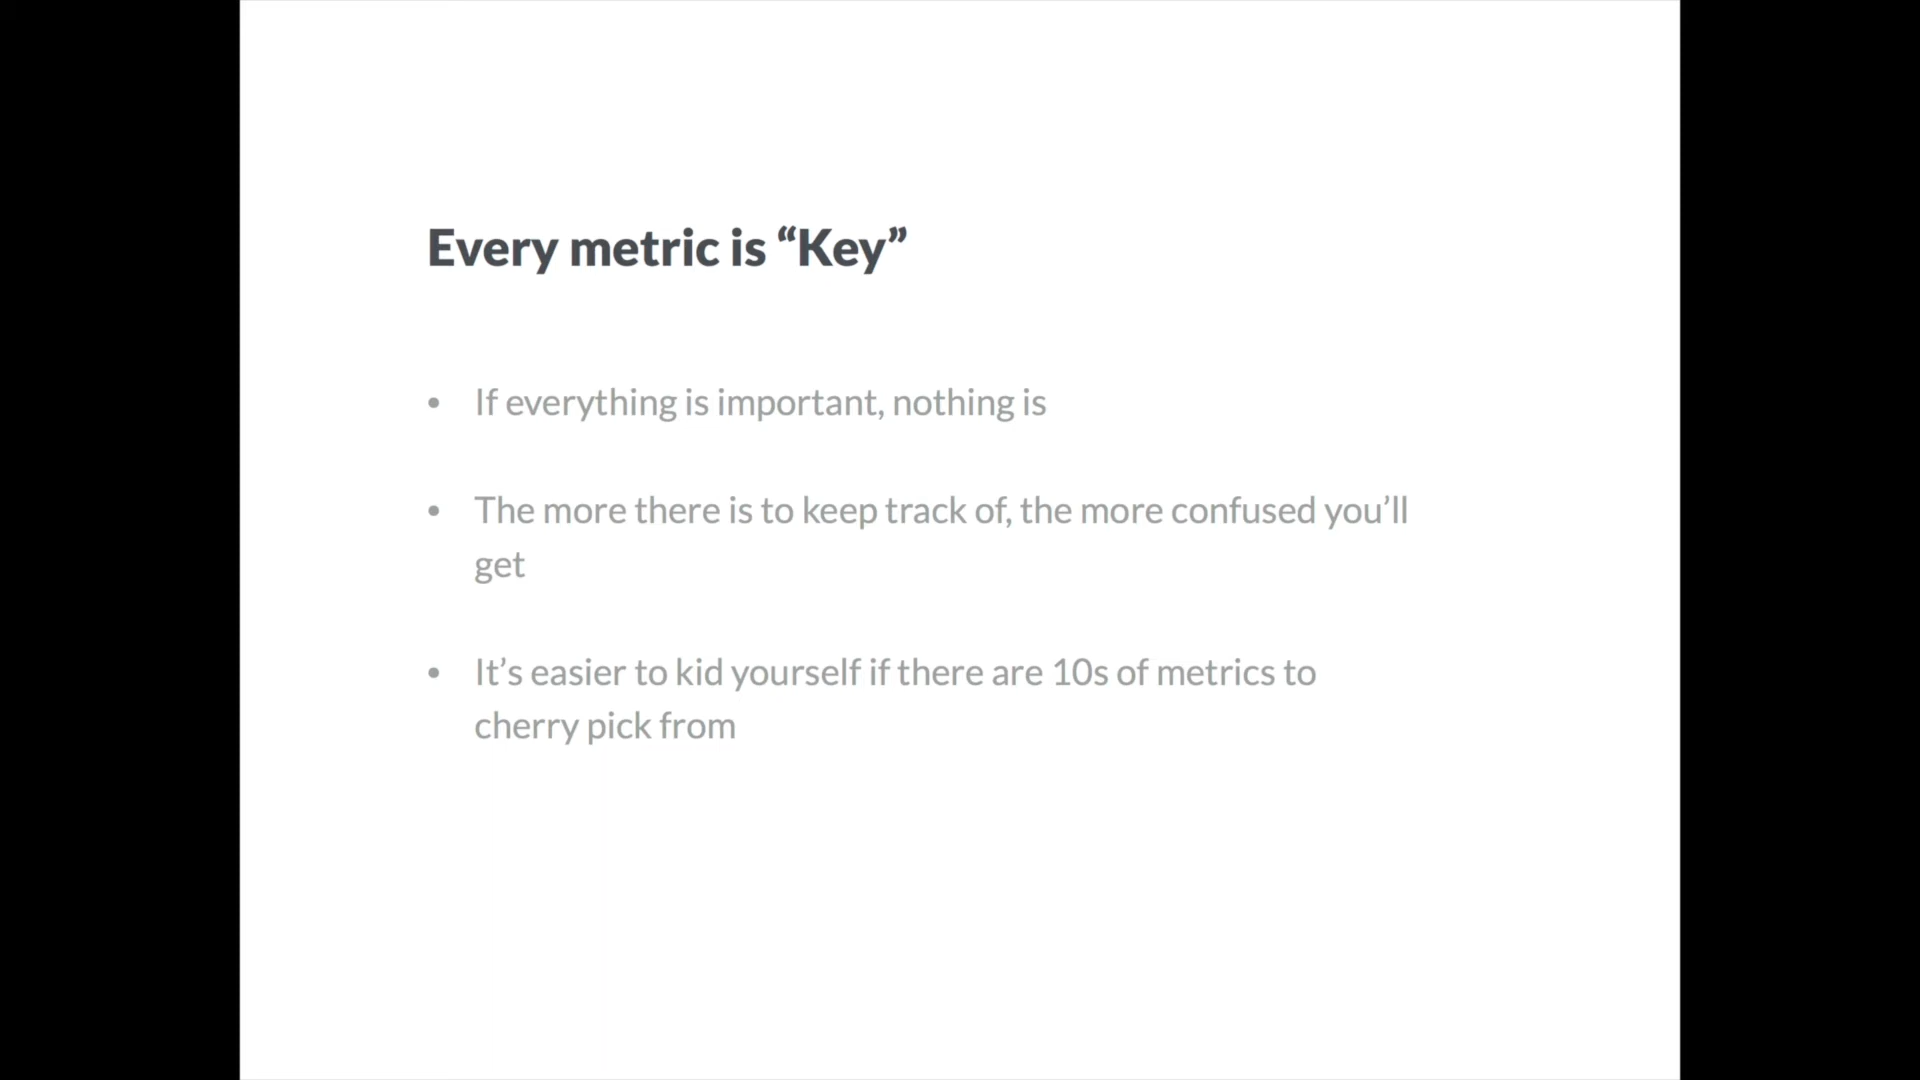 Every metric is “Key”
• If everything is important, nothing is
• The more there is to keep track of, the more confused you’ll
get
• It’s easier to kid yourself if there are 10s of metrics to
cherry pick from